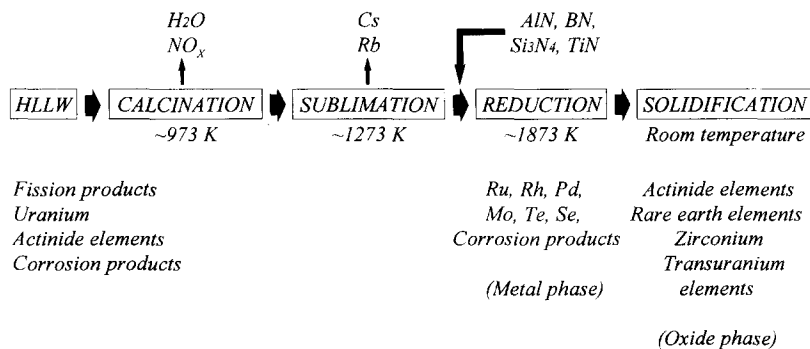 H2O
NOX
Cs
Rb
AlN, BN,
Si3N4, TiN
HLLW
CALCINATION
SUBLIMATION
REDUCTION
SOLIDIFICATION
~973 K
~1273 K
~1873 K
Room temperature
Fission products
Uranium
Actinide elements
Corrosion products
Ru, Rh, Pd,
Mo, Te, Se,
Corrosion products
(Metal phase)
Actinide elements
Rare earth elements
Zirconium
Transuranium
elements
(Oxide phase)